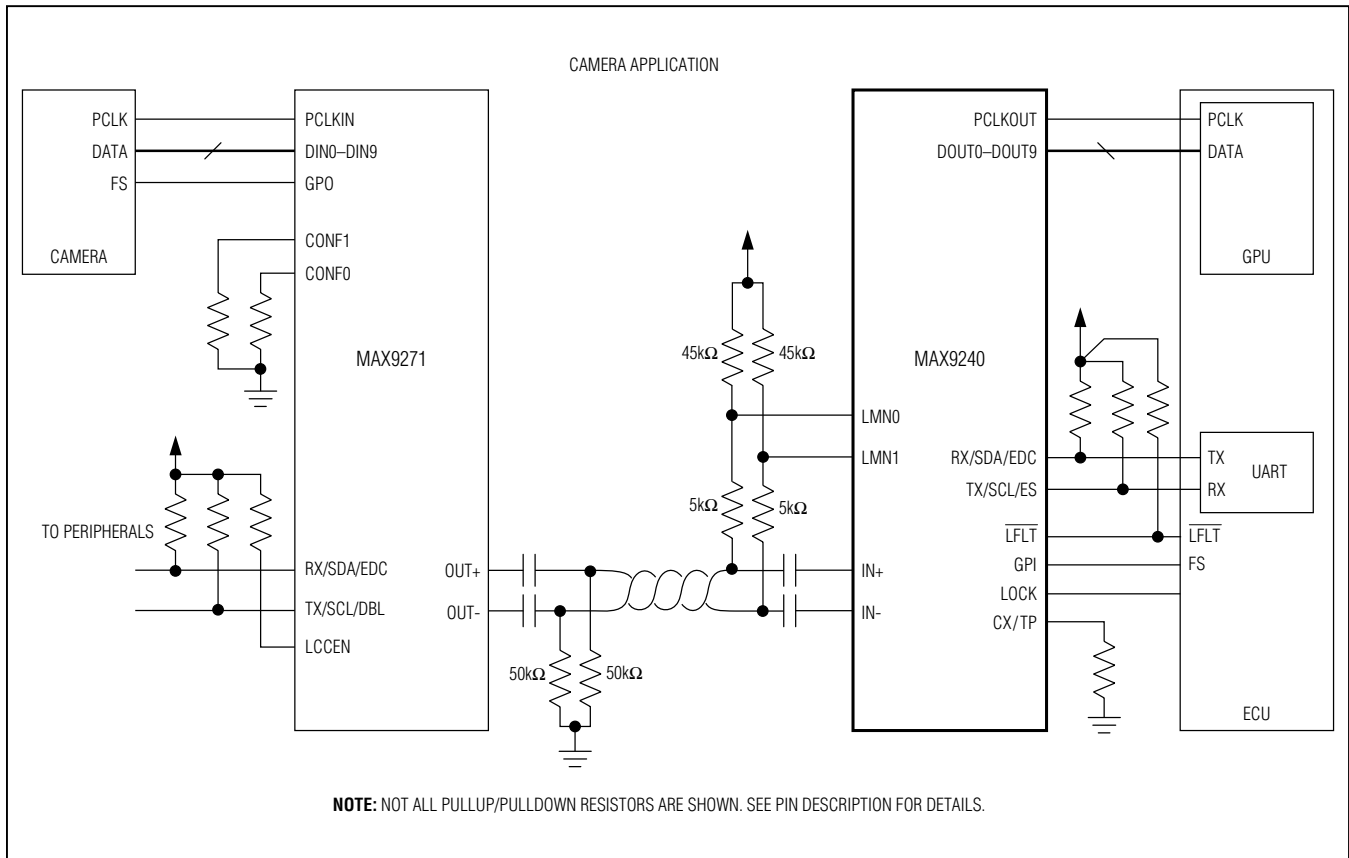 CAMERA APPLICATION
PCLK
DATA
FS
CAMERA
PCLKIN
DIN0–DIN9
GPO
CONF1
CONF0
MAX9271
TO PERIPHERALS
RX/SDA/EDC
TX/SCL/DBL
LCCEN
OUT+
OUT-
50kΩ
50kΩ
45kΩ
45kΩ
5kΩ
5kΩ
PCLKOUT
DOUT0–DOUT9
MAX9240
LMN0
LMN1
IN+
IN-
RX/SDA/EDC
TX/SCL/ES
LFLT
GPI
LOCK
CX/TP
PCLK
DATA
GPU
TX
RX
UART
LFLT
FS
ECU
NOTE: NOT ALL PULLUP/PULLDOWN RESISTORS ARE SHOWN. SEE PIN DESCRIPTION FOR DETAILS.